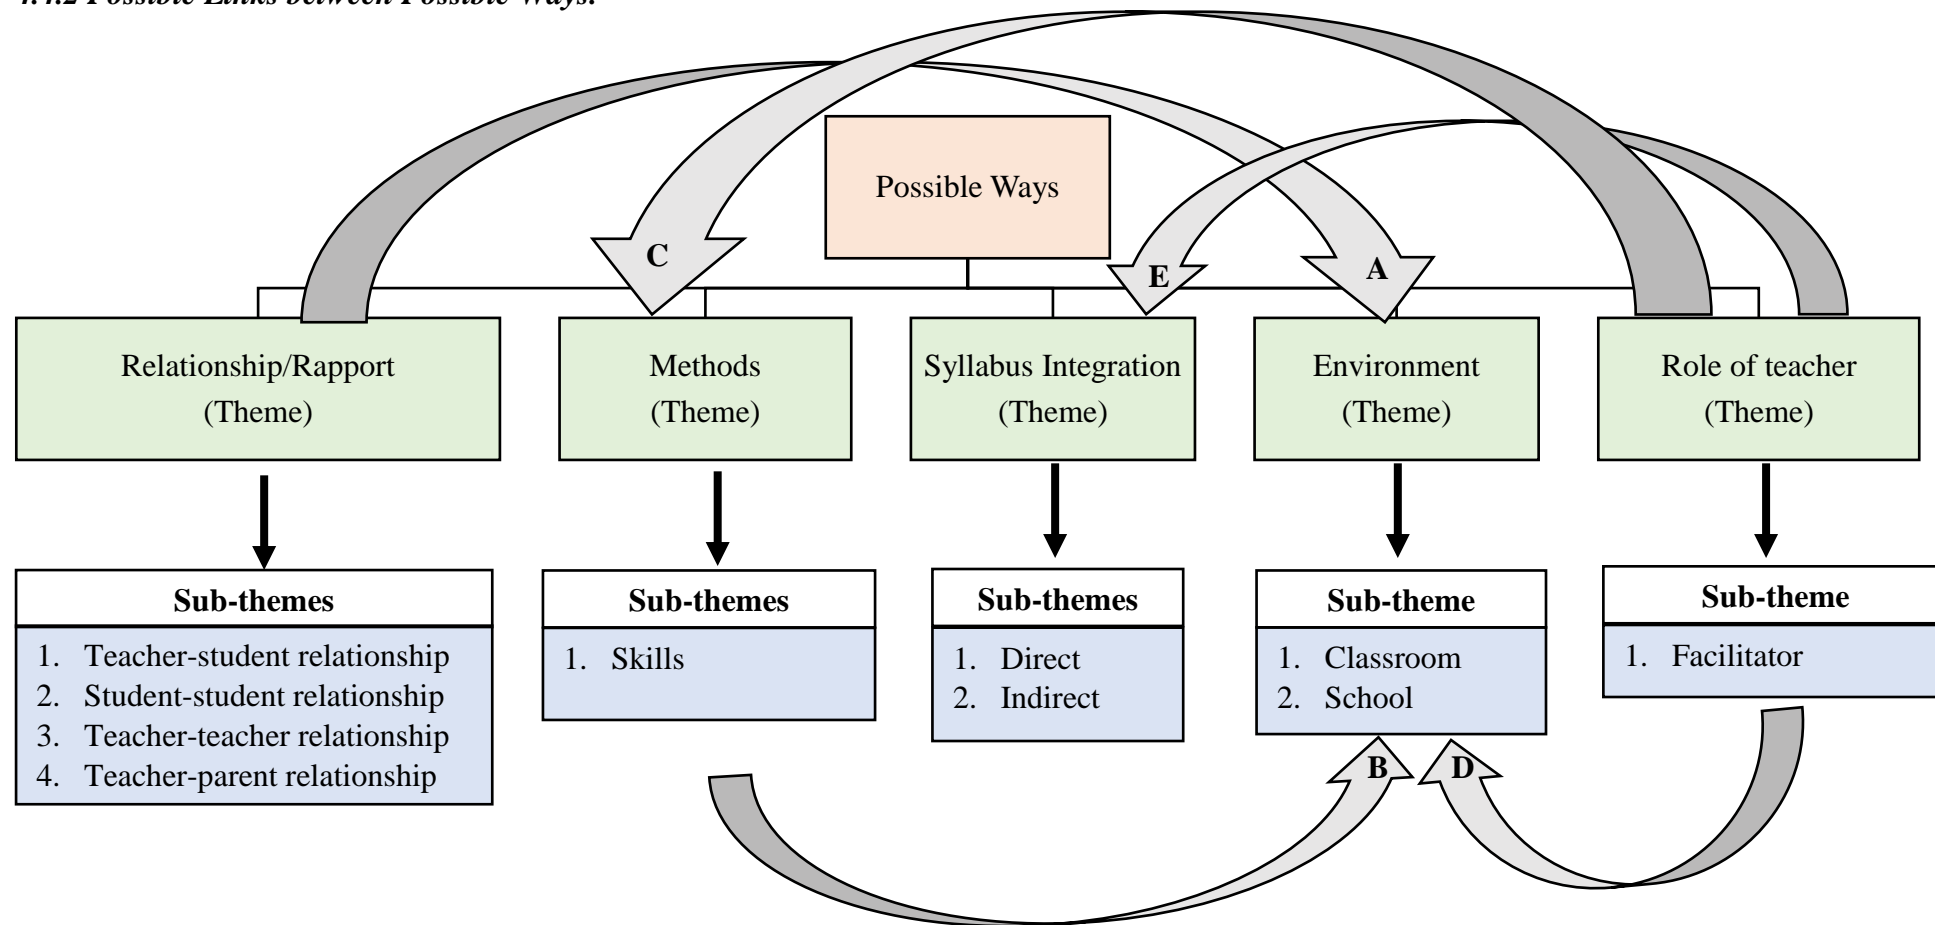 4.4.2 Possible Links between Possible Ways.
Possible Ways
C
E
A
Relationship/Rapport
(Theme)
Methods
(Theme)
Syllabus Integration
(Theme)
Environment
(Theme)
Role of teacher
(Theme)
Sub-themes
1. Teacher-student relationship
2. Student-student relationship
3. Teacher-teacher relationship
4. Teacher-parent relationship
Sub-themes
1. Skills
Sub-themes
1. Direct
2. Indirect
Sub-theme
1. Classroom
2. School
Sub-theme
1. Facilitator
B
D